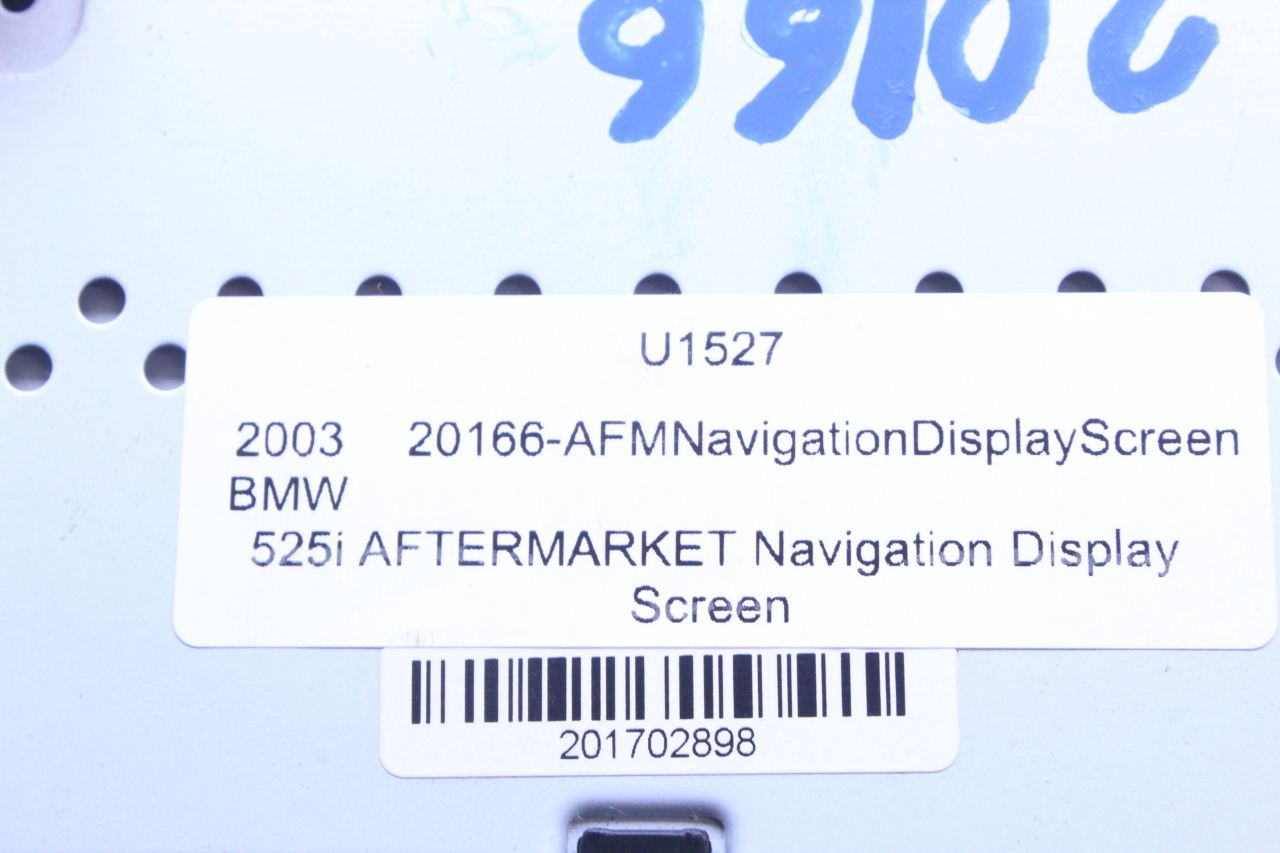 20166
U1527
2003 20166-AFMNavigationDisplayScreen
BMW
525i AFTERMARKET Navigation Display
Screen
201702898